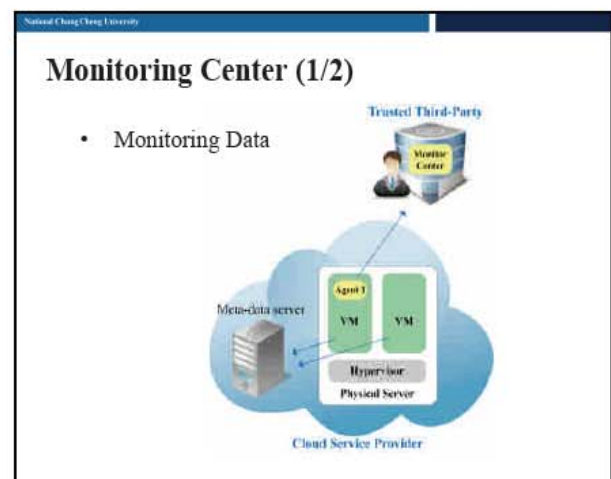 National Chung Cheng University
Monitoring Center (1/2)
• Monitoring Data
Trusted Third-Party
Monitor
Center
Agent 1
Meta-data server
VM
VM
Hypervisor
Physical Server
Cloud Service Provider